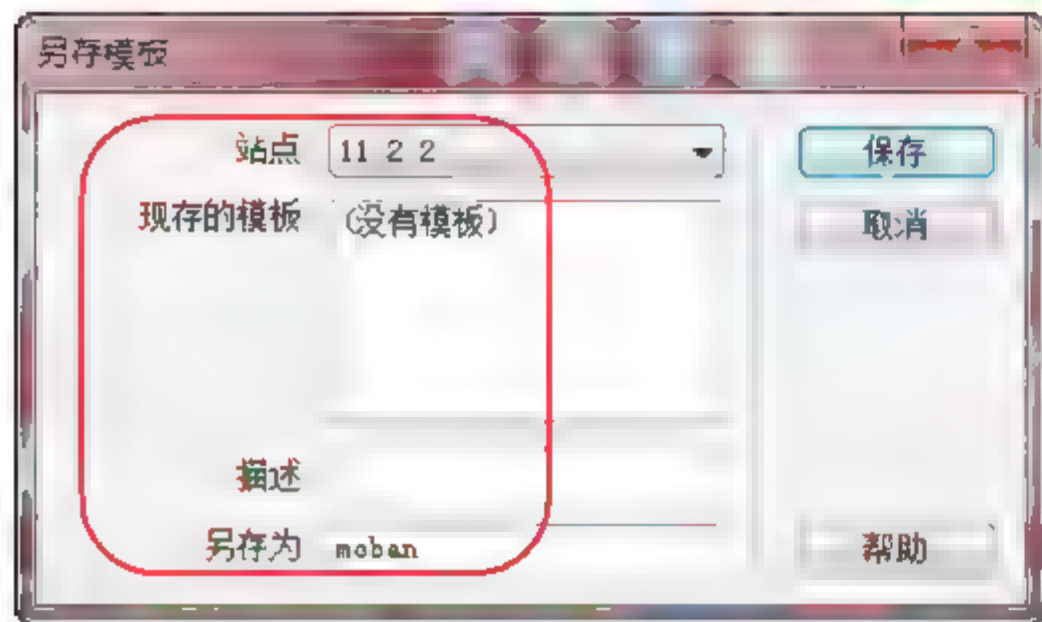 另存模板
站点 11 2 2 保存
现存的模板 (没有模板) 取消
描述
另存为 moban 帮助